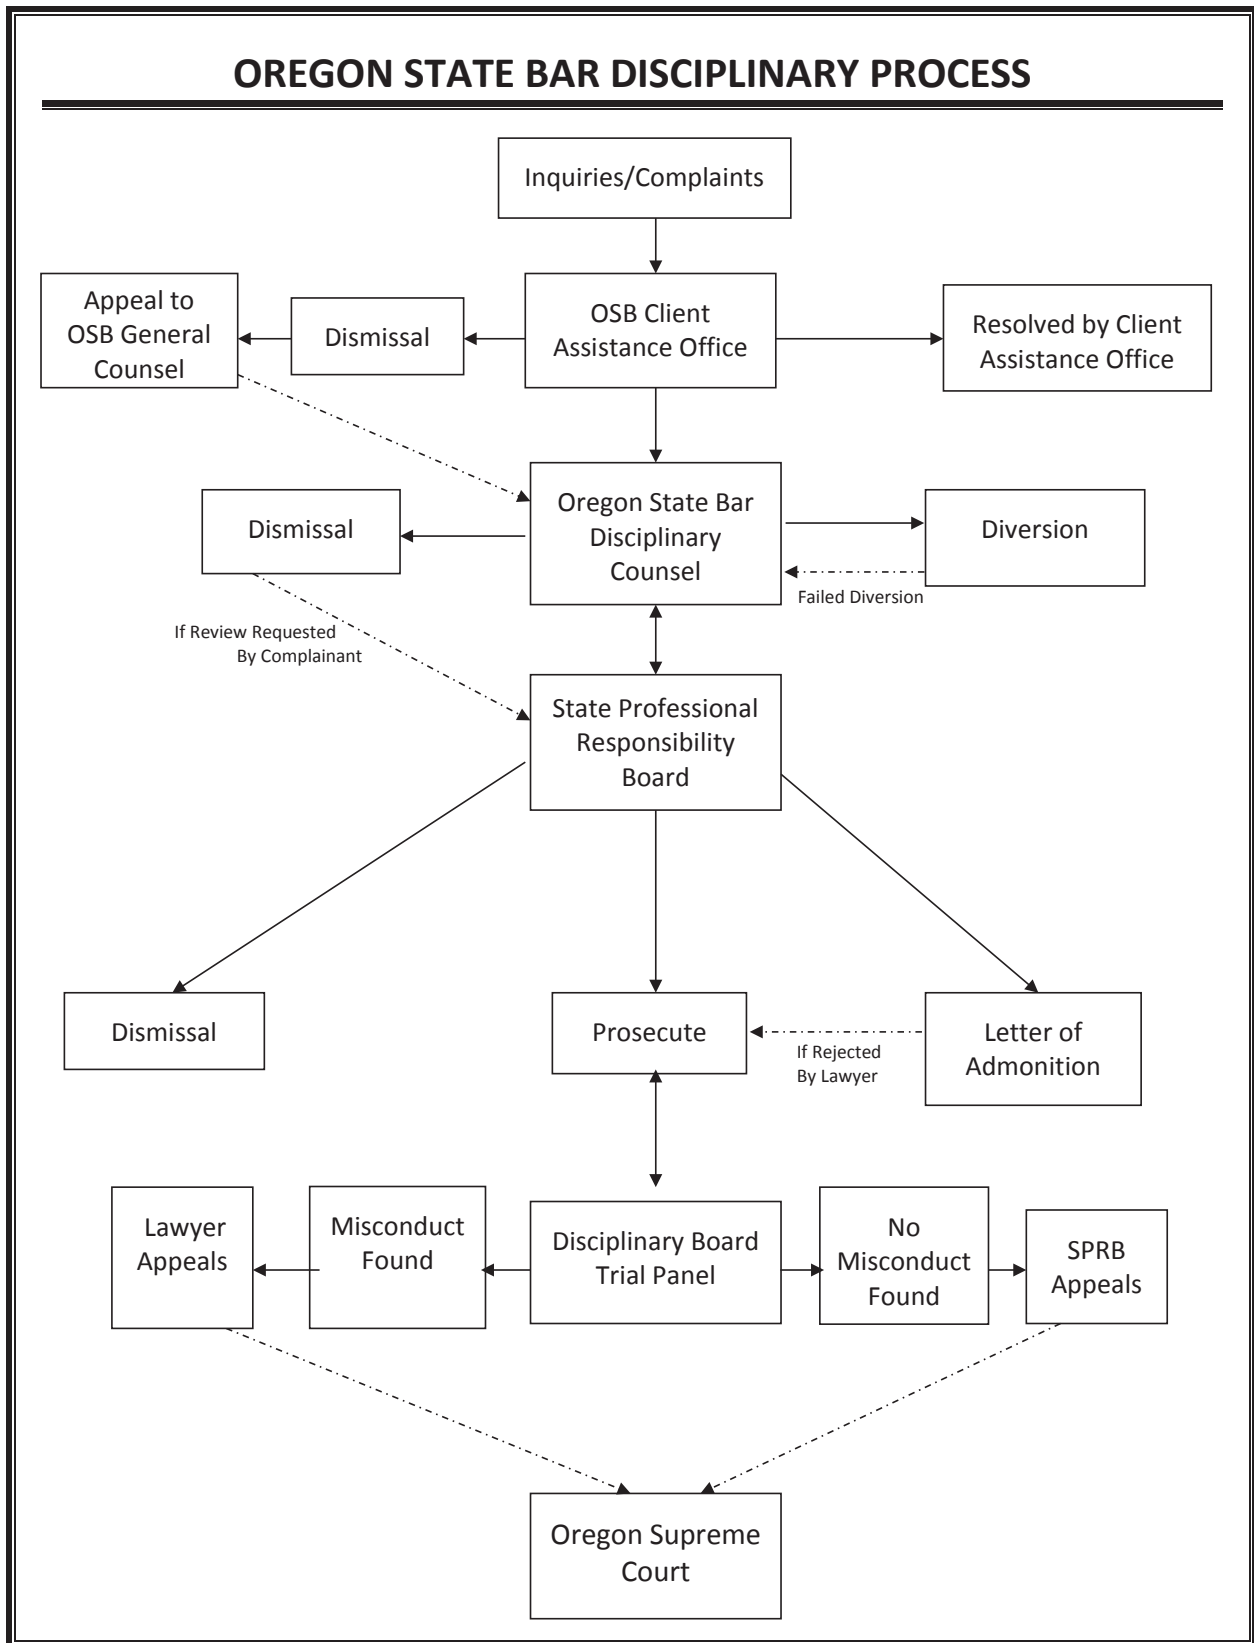 OREGON STATE BAR DISCIPLINARY PROCESS
Inquiries/Complaints
Appeal to
OSB General
Counsel
Dismissal
OSB Client
Assistance Office
Resolved by Client
Assistance Office
Dismissal
Oregon State Bar
Disciplinary
Counsel
Diversion
Failed Diversion
If Review Requested
By Complainant
State Professional
Responsibility
Board
Dismissal
Prosecute
If Rejected
By Lawyer
Letter of
Admonition
Lawyer
Appeals
Misconduct
Found
Disciplinary Board
Trial Panel
No
Misconduct
Found
SPRB
Appeals
Oregon Supreme
Court